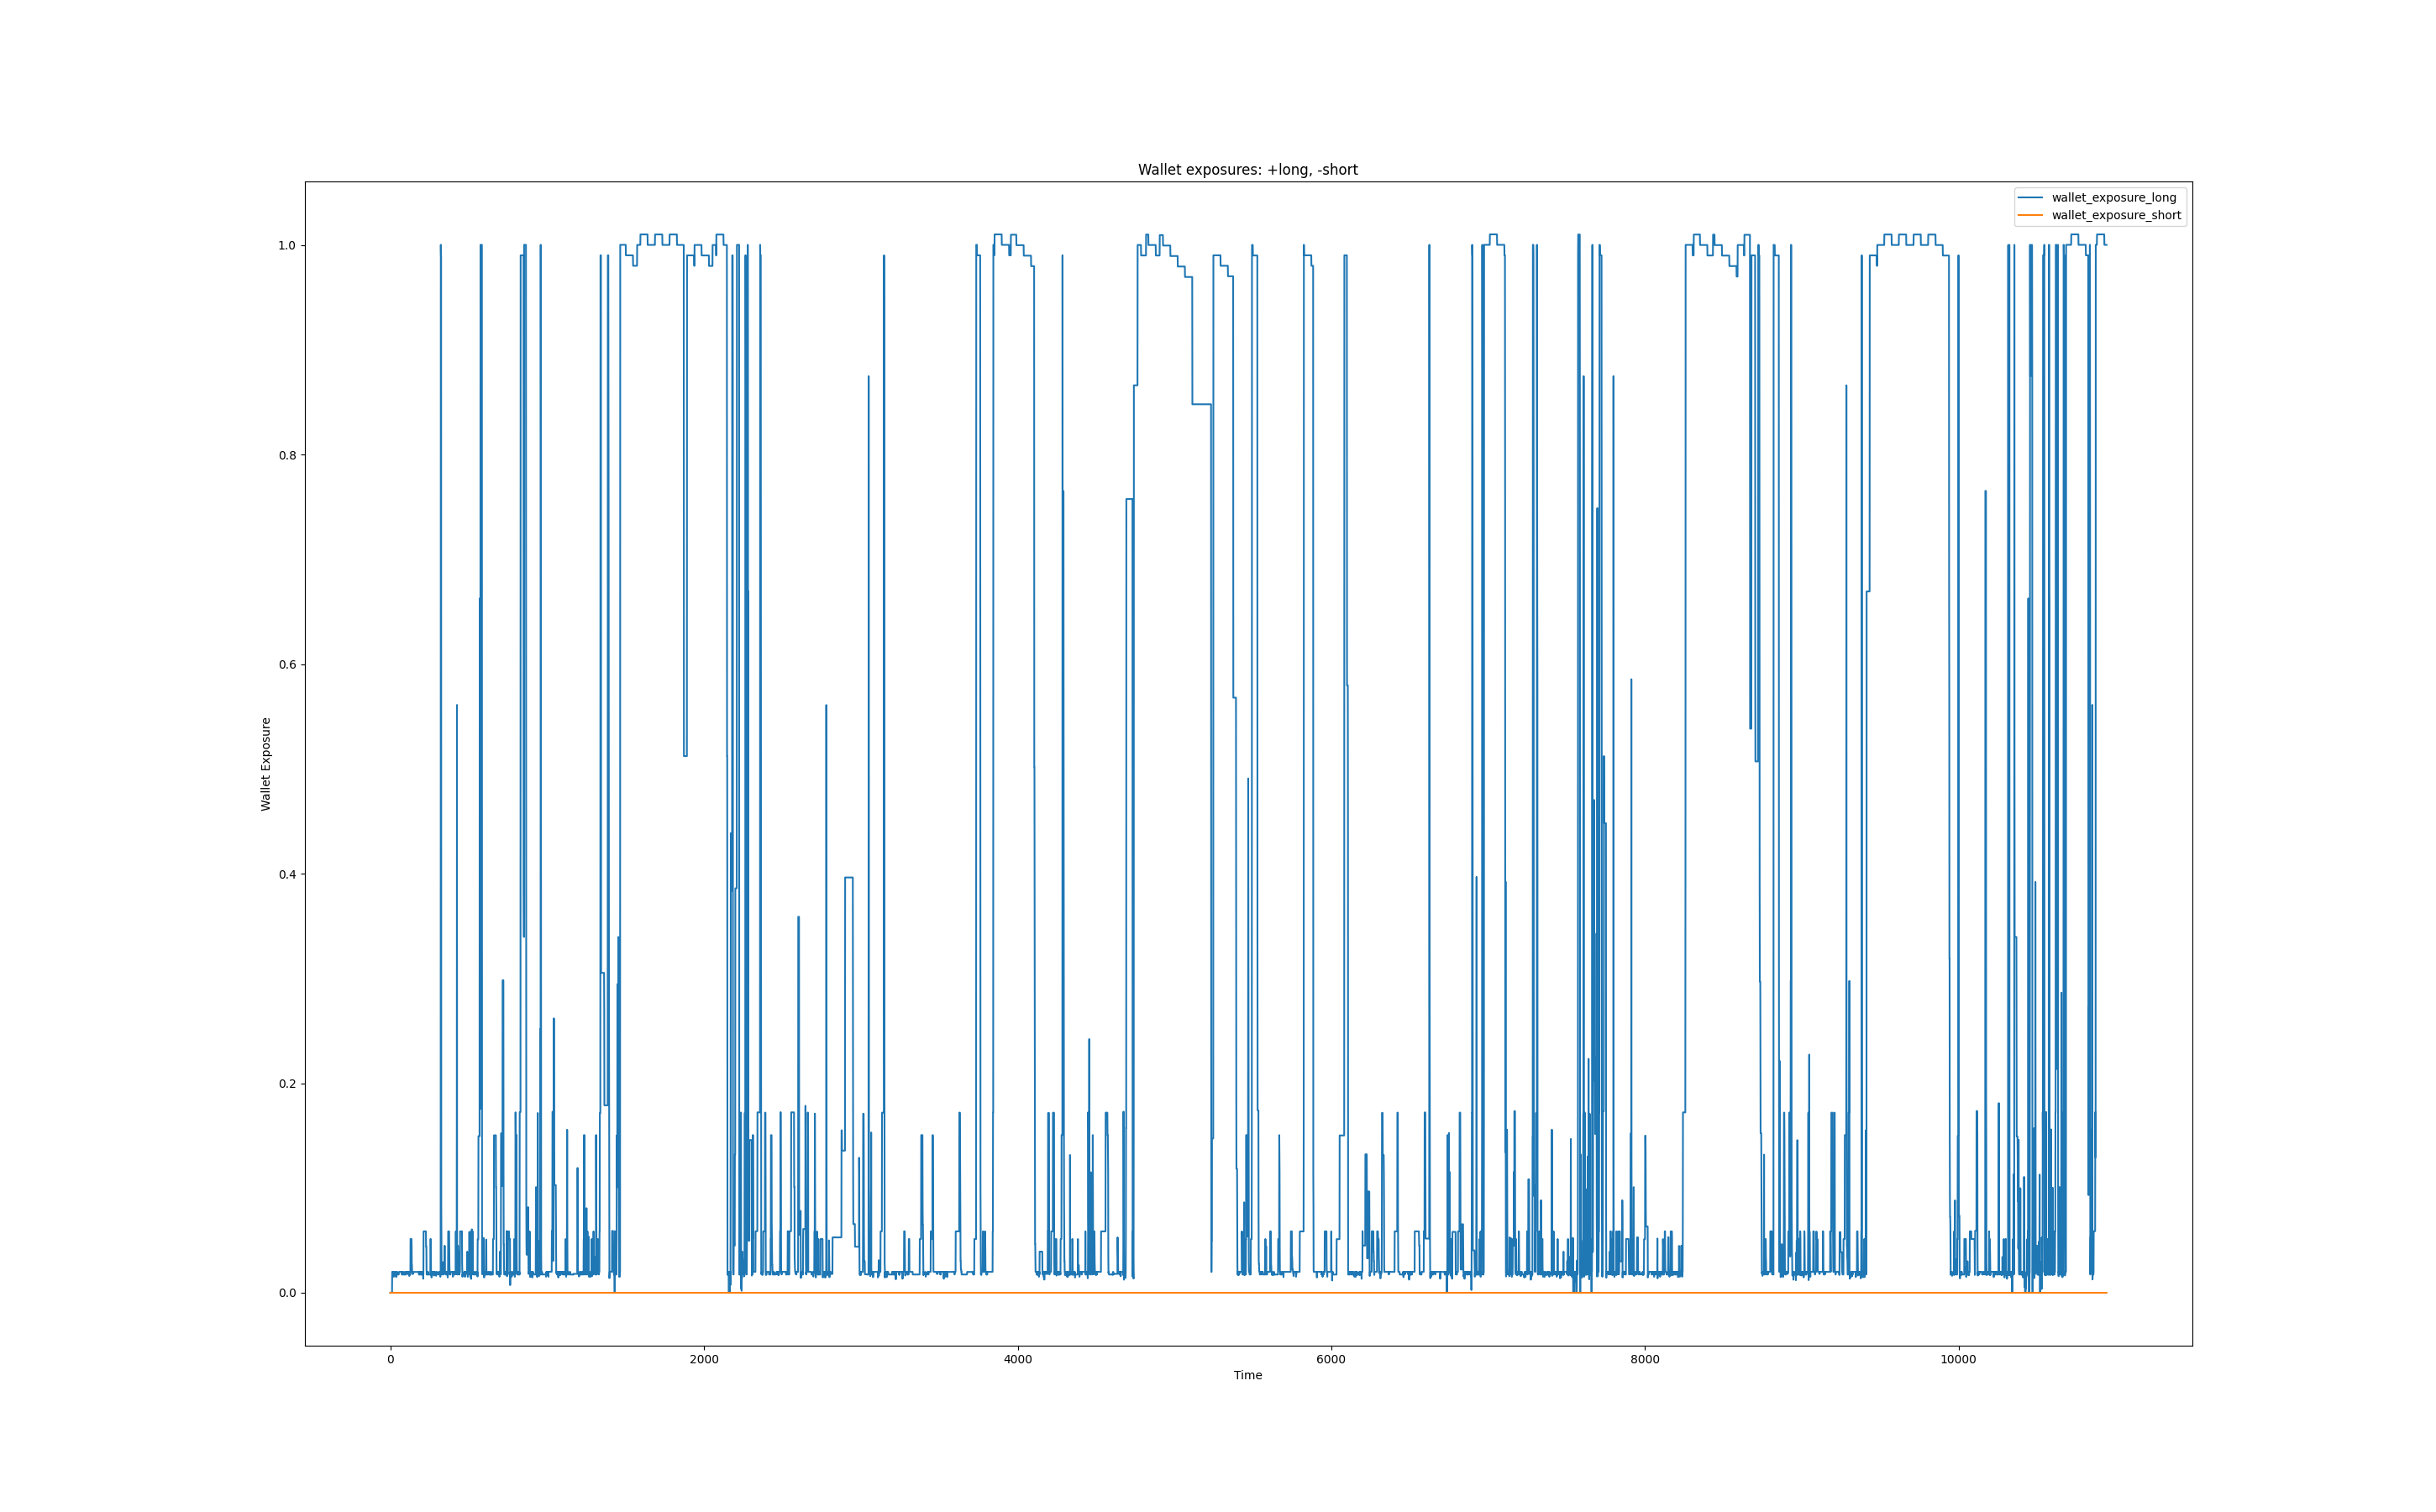 Wallet exposures: +long, -short
wallet_exposure_long
wallet_exposure_short
1.0
0.8
0.6
0.4
0.2
0.0
Wallet Exposure
0 2000 4000 6000 8000 10000
Time